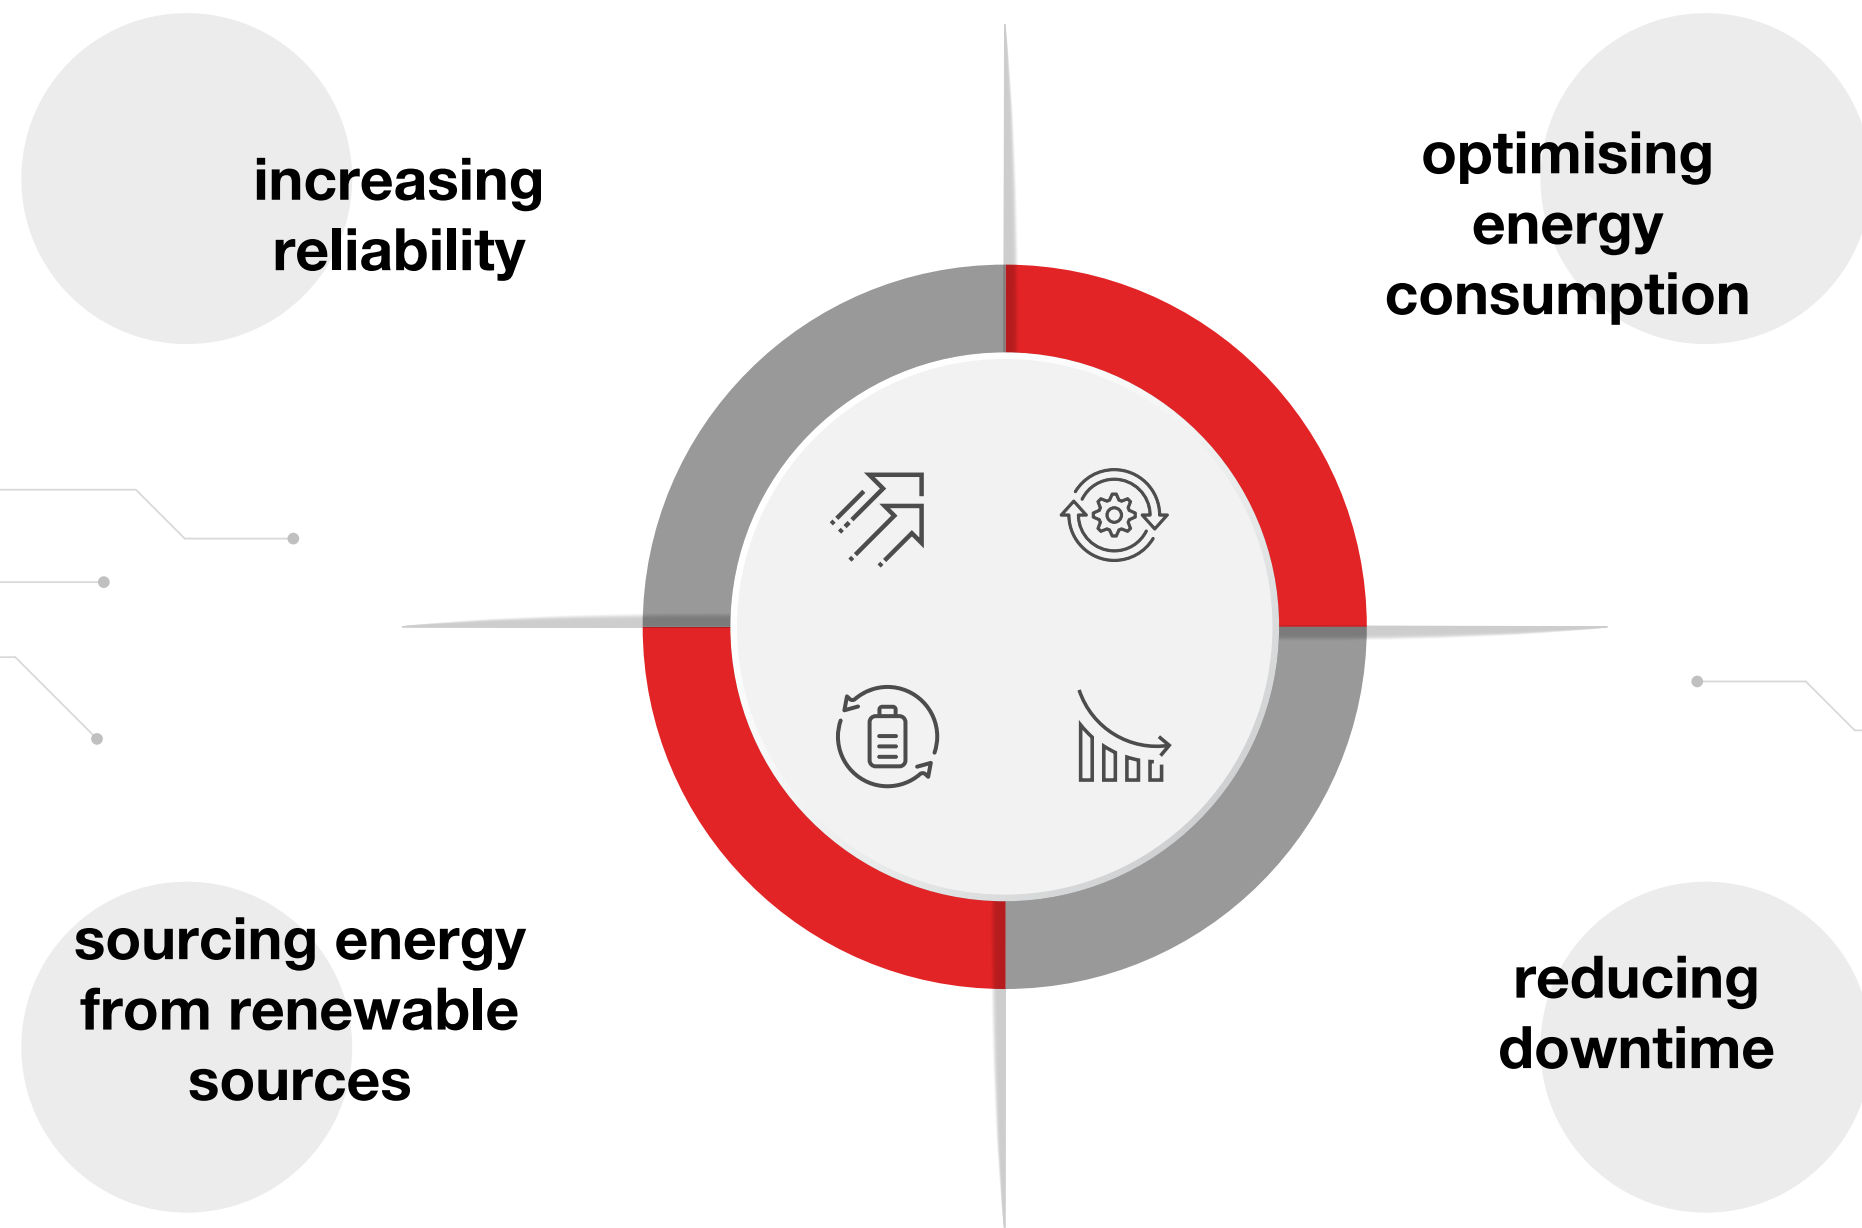 increasing
reliability
optimising
energy
consumption
sourcing energy
from renewable
sources
reducing
downtime